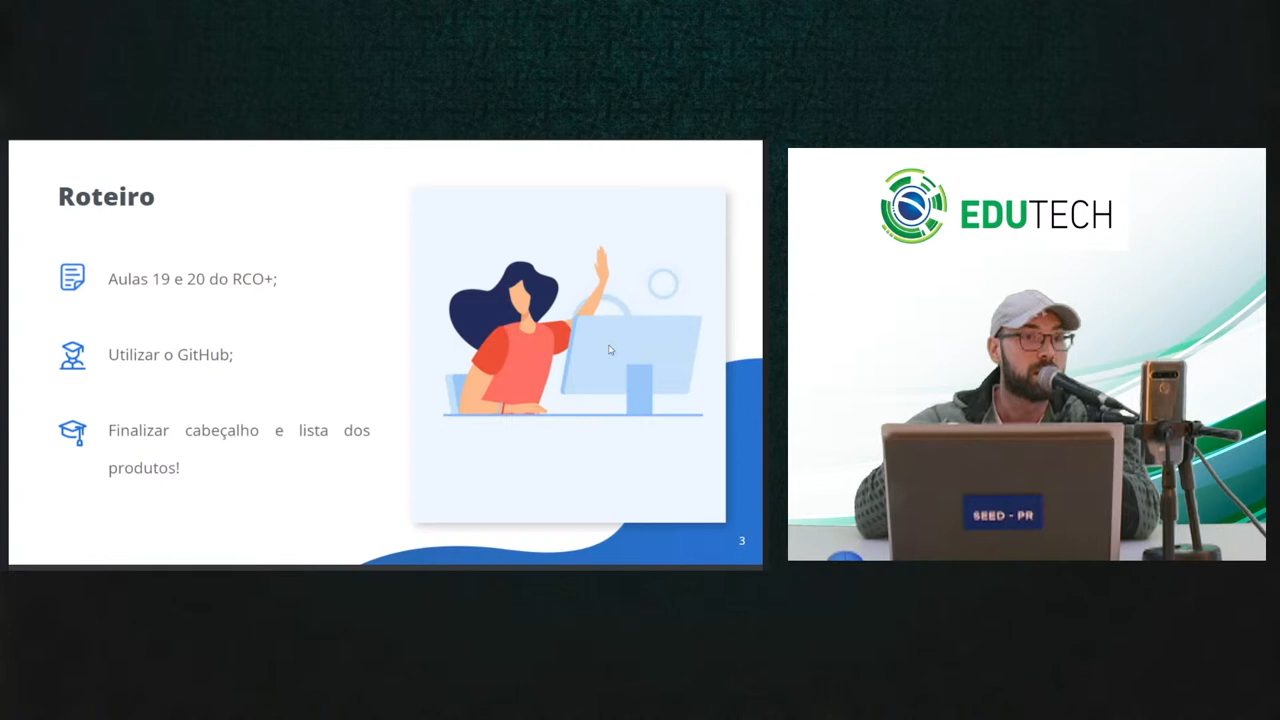 Roteiro
Aulas 19 e 20 do RCO+;
Utilizar o GitHub;
Finalizar cabeçalho e lista dos
produtos!
3
EDUTECH
SEED - PR